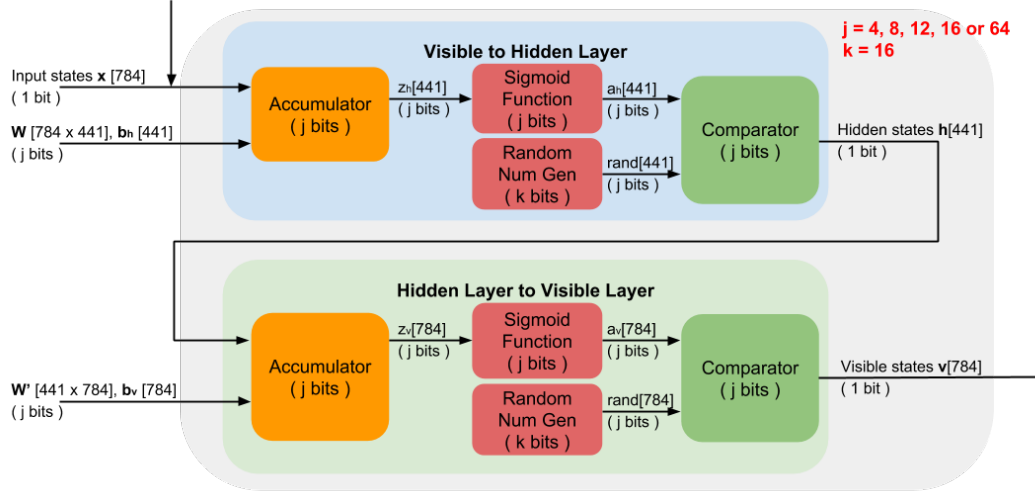 j = 4, 8, 12, 16 or 64
k = 16
Visible to Hidden Layer
Input states x [784]
( 1 bit )
W [784 x 441], bh [441]
( j bits )
Accumulator
( j bits )
zh[441]
( j bits )
Sigmoid
Function
( j bits )
ah[441]
( j bits )
Random
Num Gen
( k bits )
rand[441]
( j bits )
Comparator
( j bits )
Hidden states h[441]
( 1 bit )
Hidden Layer to Visible Layer
W' [441 x 784], bv [784]
( j bits )
Accumulator
( j bits )
zv[784]
( j bits )
Sigmoid
Function
( j bits )
av[784]
( j bits )
Random
Num Gen
( k bits )
rand[784]
( j bits )
Comparator
( j bits )
Visible states v[784]
( 1 bit )